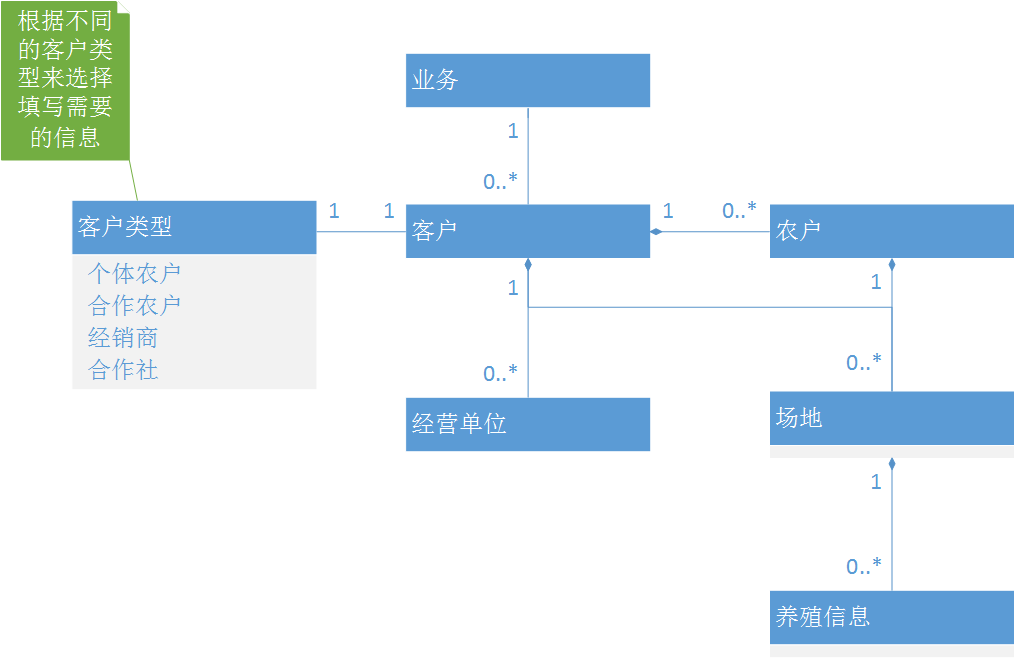 根据不同
的客户类
型来选择
填写需要
的信息
业务
1
0..*
客户类型
1
1
客户
1
0..*
农户
个体农户
合作农户
经销商
合作社
1
1
0..*
0..*
经营单位
场地
1
0..*
养殖信息